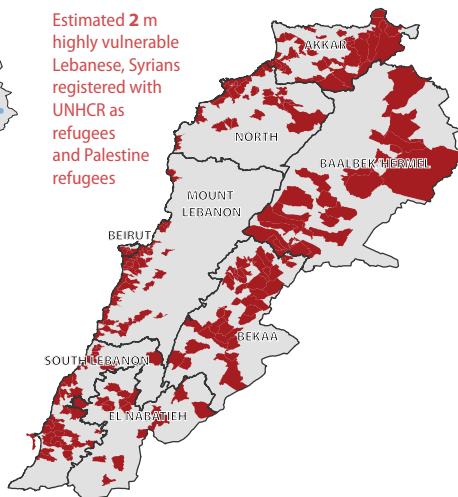 Estimated 2 m
highly vulnerable
Lebanese, Syrians
registered with
UNHCR as
refugees
and Palestine
refugees
AKKAR
NORTH
BAALBEK HERMEL
MOUNT
LEBANON
BEIRUT
BEKAA
SOUTH LEBANON
EL NABATIEH